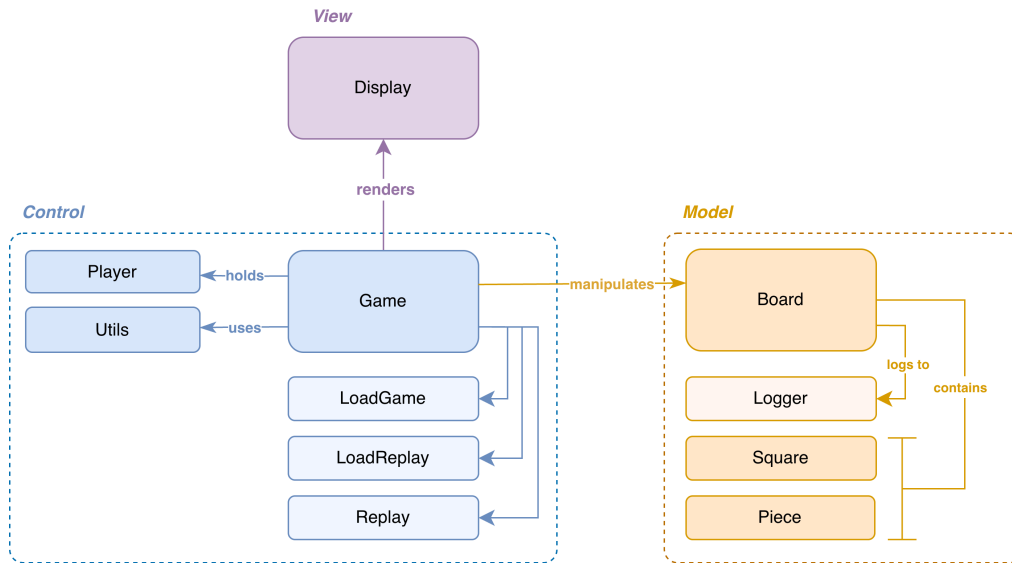 View
Display
renders
Control
Model
Player
holds
Game
manipulates
Board
Utils
uses
logs to
contains
LoadGame
Logger
LoadReplay
Square
Replay
Piece